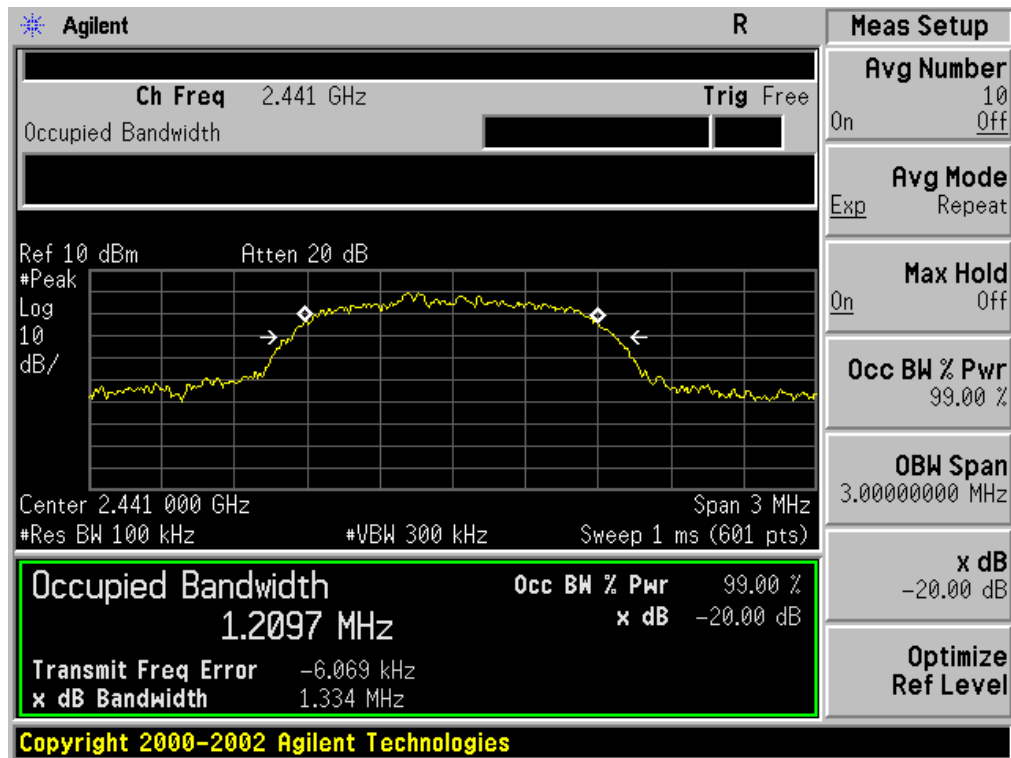 Agilent R Meas Setup
Ch Freq 2.441 GHz Trig Free
Occupied Bandwidth
Ref 10 dBm Atten 20 dB
#Peak
Log
10
dB/
Center 2.441 000 GHz Span 3 MHz
#Res BW 100 kHz #VBW 300 kHz Sweep 1 ms (601 pts)
Occupied Bandwidth Occ BW % Pwr 99.00 %
1.2097 MHz x dB -20.00 dB
Transmit Freq Error -6.069 kHz
x dB Bandwidth 1.334 MHz
Copyright 2000-2002 Agilent Technologies
Avg Number
10
On Off
Avg Mode
Exp Repeat
Max Hold
On Off
Occ BW % Pwr
99.00 %
OBW Span
3.00000000 MHz
x dB
-20.00 dB
Optimize
Ref Level